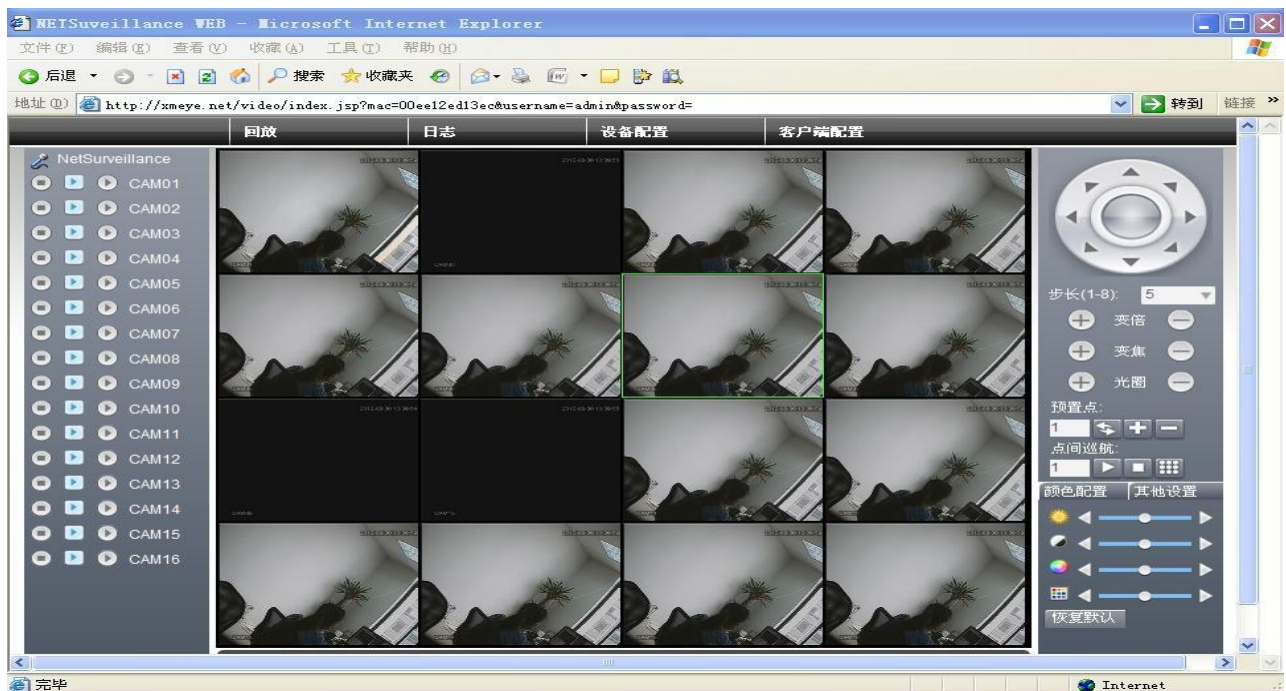 NETSuveillance WEB - Microsoft Internet Explorer
文件(F) 编辑(E) 查看(V) 收藏(A) 工具(T) 帮助(H)
后退 搜索 收藏夹
地址(D) http://xmeye.net/video/index.jsp?mac=00e812a813ec&username=admin&password= 转到 链接 »
回放 日志 设备配置 客户端配置
NetSurveillance
CAM01
CAM02
CAM03
CAM04
CAM05
CAM06
CAM07
CAM08
CAM09
CAM10
CAM11
CAM12
CAM13
CAM14
CAM15
CAM16
步长(1-8): 5
变倍
变焦
光圈
预置点:
1
点间巡航:
1
颜色配置 其他设置
恢复默认
完毕 Internet